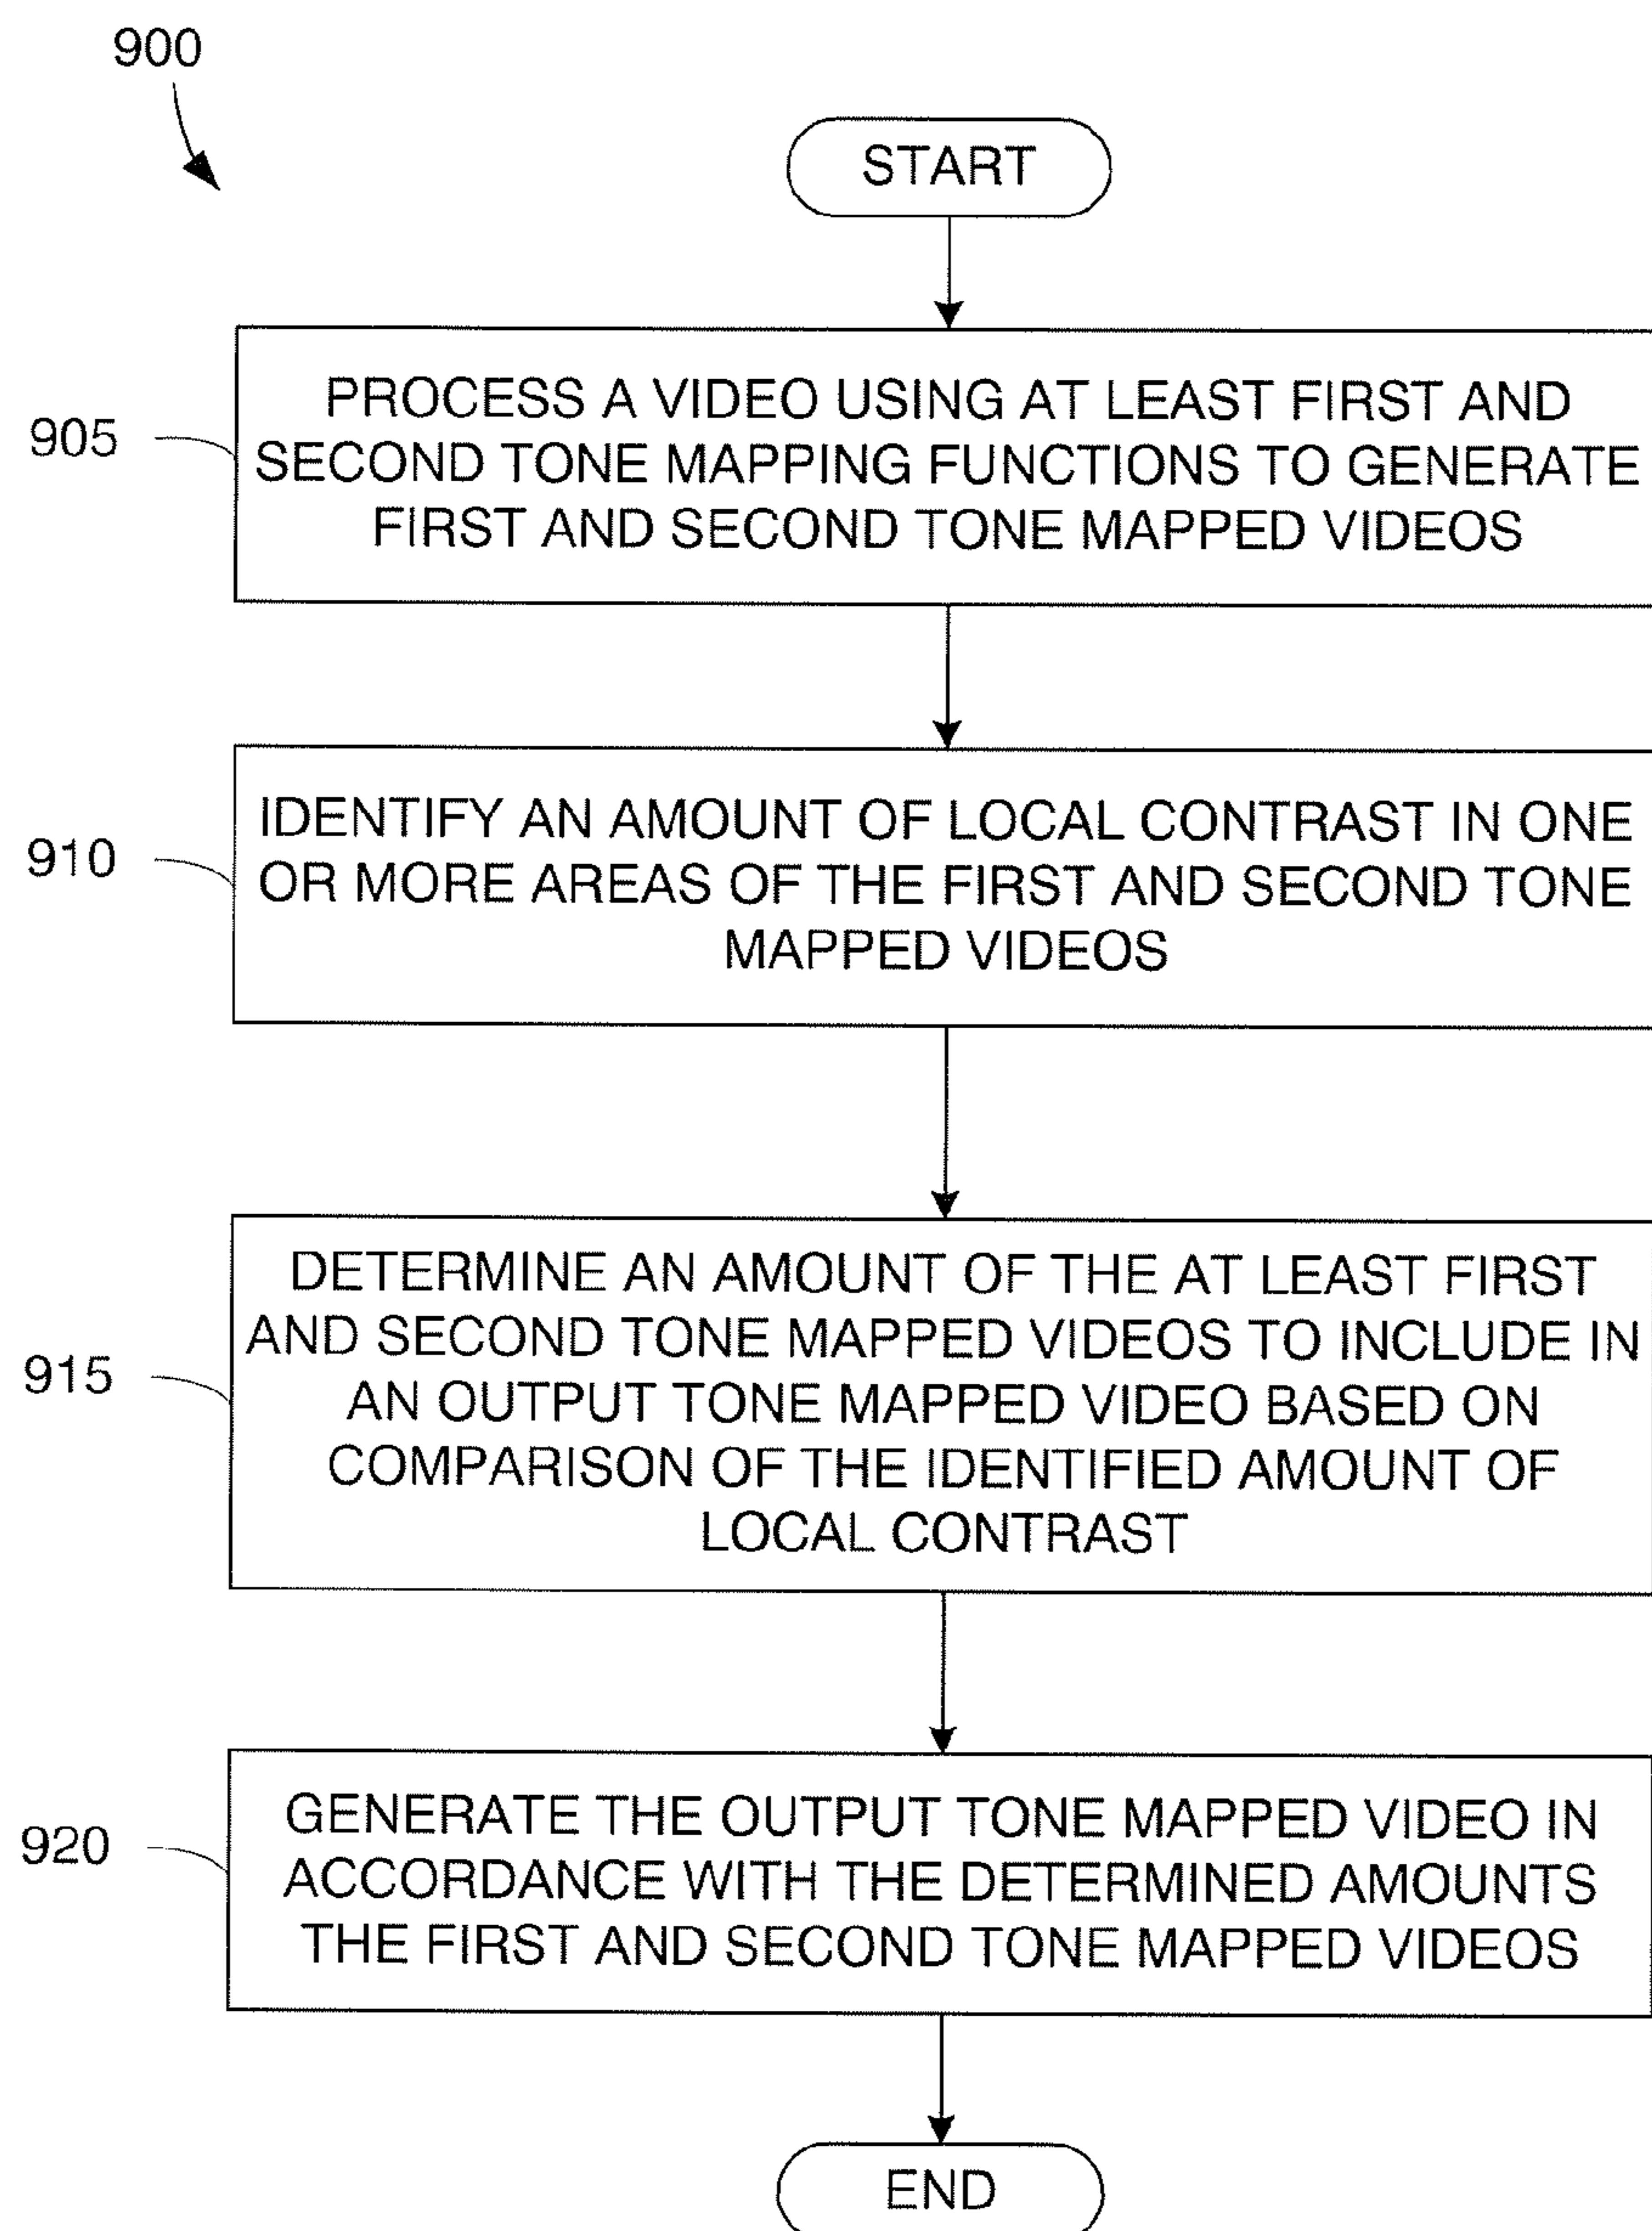 900
START
905
PROCESS A VIDEO USING AT LEAST FIRST AND
SECOND TONE MAPPING FUNCTIONS TO GENERATE
FIRST AND SECOND TONE MAPPED VIDEOS
910
IDENTIFY AN AMOUNT OF LOCAL CONTRAST IN ONE
OR MORE AREAS OF THE FIRST AND SECOND TONE
MAPPED VIDEOS
915
DETERMINE AN AMOUNT OF THE AT LEAST FIRST
AND SECOND TONE MAPPED VIDEOS TO INCLUDE IN
AN OUTPUT TONE MAPPED VIDEO BASED ON
COMPARISON OF THE IDENTIFIED AMOUNT OF
LOCAL CONTRAST
920
GENERATE THE OUTPUT TONE MAPPED VIDEO IN
ACCORDANCE WITH THE DETERMINED AMOUNTS
THE FIRST AND SECOND TONE MAPPED VIDEOS
END